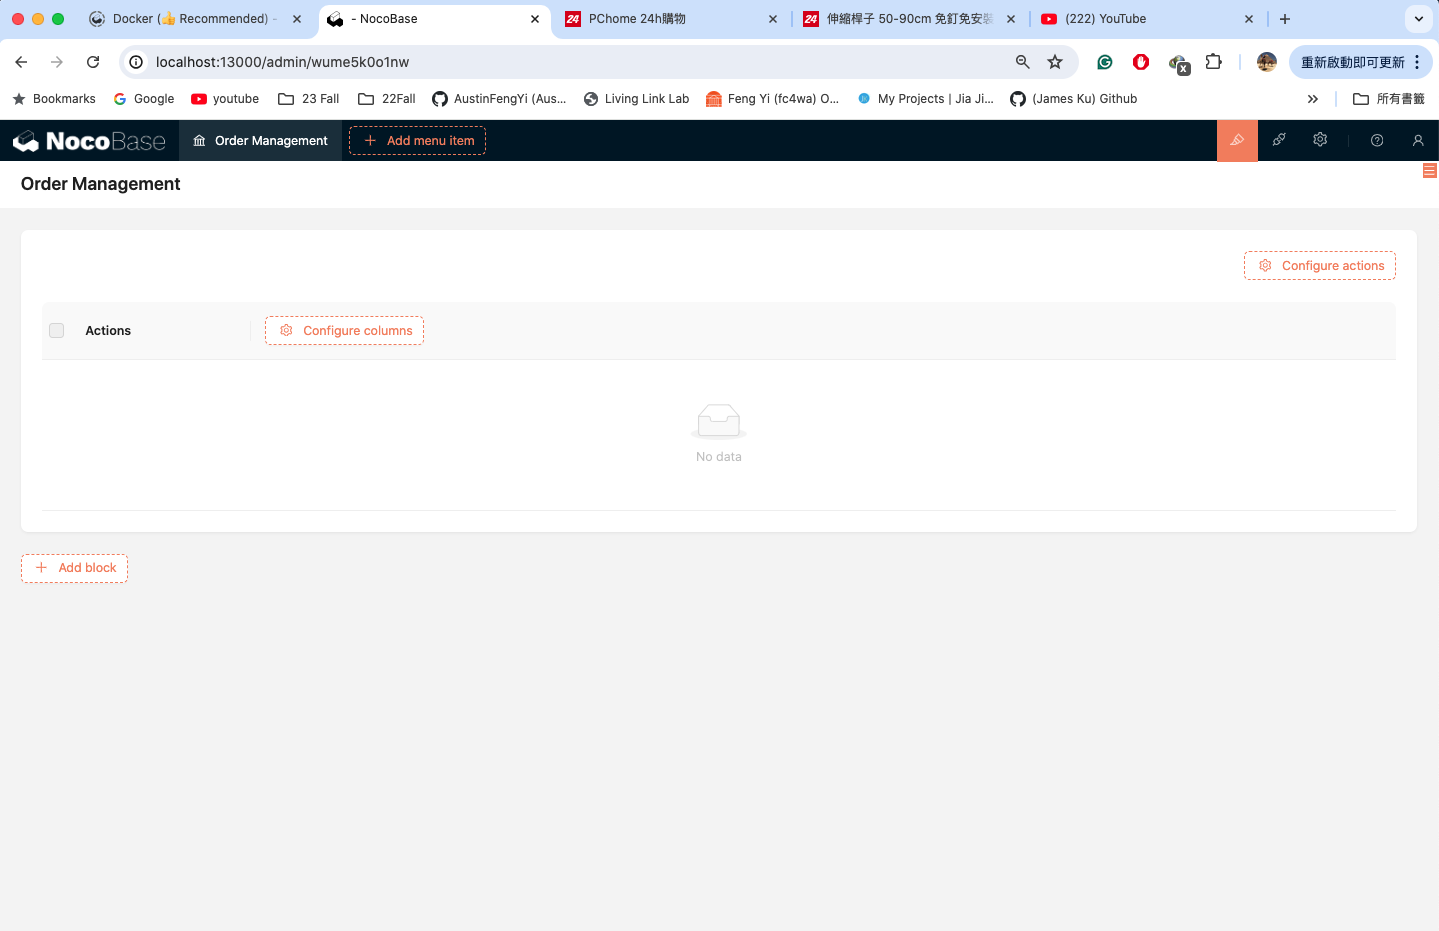 Docker (👍 Recommended) -
- NocoBase
PChome 24h購物
伸縮桿子 50-90cm 免釘免安裝
(222) YouTube
localhost:13000/admin/wume5k0o1nw
重新啟動即可更新
Bookmarks
Google
youtube
23 Fall
22Fall
AustinFengYi (Aus...
Living Link Lab
Feng Yi (fc4wa) O...
My Projects | Jia Ji...
(James Ku) Github
所有書籤
NocoBase
Order Management
Add menu item
Order Management
Configure actions
Actions
Configure columns
No data
Add block